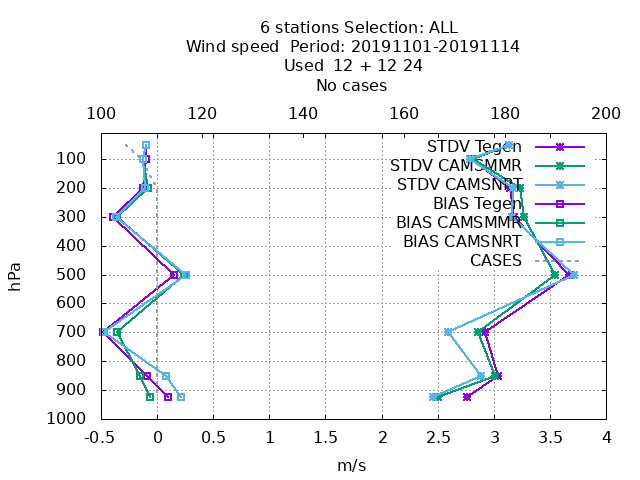 6 stations Selection: ALL
Wind speed  Period: 20191101-20191114
Used  12 + 12 24
No cases
100 120 140 160 180 200
STDV Tegen
STDV CAMSMMR
STDV CAMSNRT
BIAS Tegen
BIAS CAMSMMR
BIAS CAMSNRT
CASES
hPa
100
200
300
400
500
600
700
800
900
1000
-0.5 0 0.5 1 1.5 2 2.5 3 3.5 4
m/s